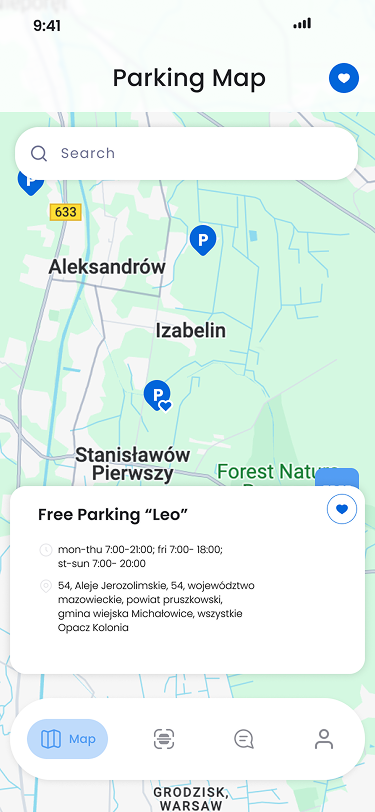 9:41
Parking Map
Search
P
633
P
Aleksandrów
Izabelin
P
Stanisławów
Pierwszy
Forest Nature
Free Parking “Leo”
mon-thu 7:00-21:00; fri 7:00- 18:00;
st-sun 7:00- 20:00
54, Aleje Jerozolimskie, 54, województwo
mazowieckie, powiat pruszkowski,
gmina wiejska Michałowice, wszystkie
Opacz Kolonia
Map
GRODZISK,
WARSAW